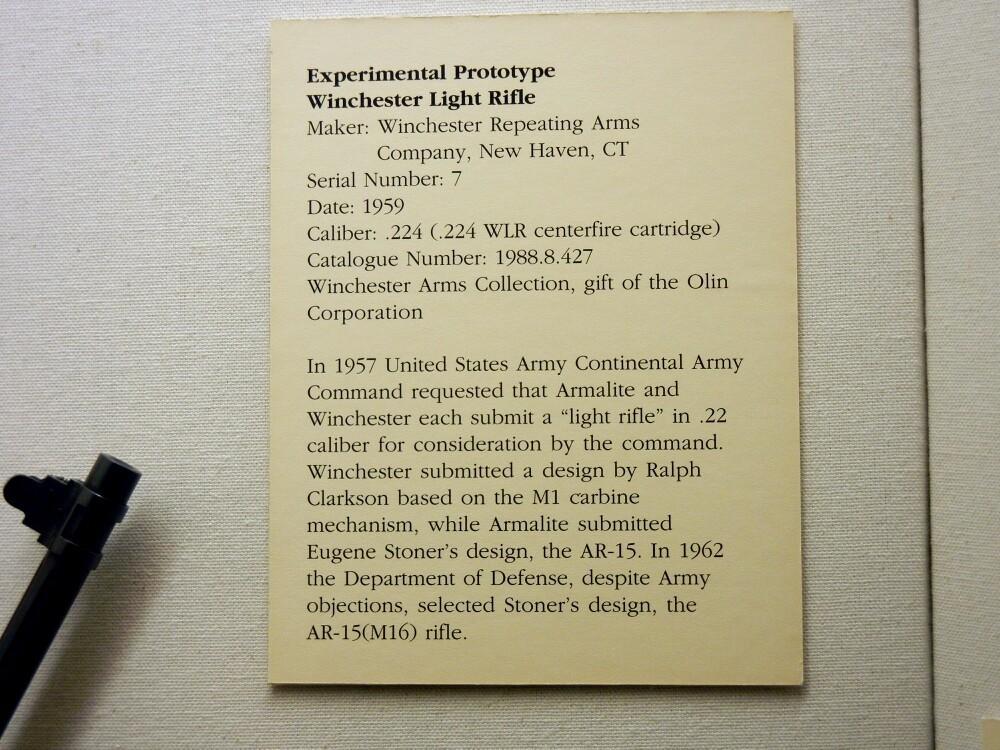 Experimental Prototype
Winchester Light Rifle
Maker: Winchester Repeating Arms
Company, New Haven, CT
Serial Number: 7
Date: 1959
Caliber: .224 (.224 WLR centerfire cartridge)
Catalogue Number: 1988.8.427
Winchester Arms Collection, gift of the Olin
Corporation
In 1957 United States Army Continental Army
Command requested that Armalite and
Winchester each submit a “light rifle” in .22
caliber for consideration by the command.
Winchester submitted a design by Ralph
Clarkson based on the M1 carbine
mechanism, while Armalite submitted
Eugene Stoner’s design, the AR-15. In 1962
the Department of Defense, despite Army
objections, selected Stoner’s design, the
AR-15(M16) rifle.